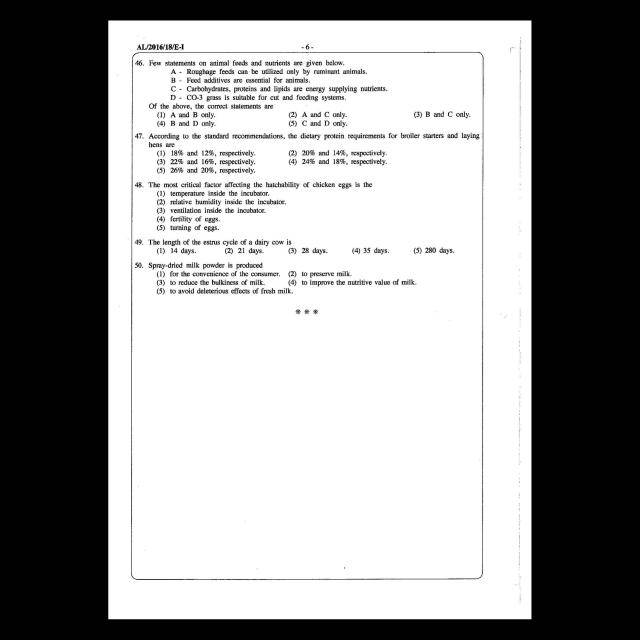 AL/2016/18/E-I
- 6 -
46. Few statements on animal feeds and nutrients are given below.
A - Roughage feeds can be utilized only by ruminant animals.
B - Feed additives are essential for animals.
C - Carbohydrates, proteins and lipids are energy supplying nutrients.
D - CO-3 grass is suitable for cut and feeding systems.
Of the above, the correct statements are
(1) A and B only. (2) A and C only. (3) B and C only.
(4) B and D only. (5) C and D only.
47. According to the standard recommendations, the dietary protein requirements for broiler starters and laying
hens are
(1) 18% and 12%, respectively. (2) 20% and 14%, respectively.
(3) 22% and 16%, respectively. (4) 24% and 18%, respectively.
(5) 26% and 20%, respectively.
48. The most critical factor affecting the hatchability of chicken eggs is the
(1) temperature inside the incubator.
(2) relative humidity inside the incubator.
(3) ventilation inside the incubator.
(4) fertility of eggs.
(5) turning of eggs.
49. The length of the estrus cycle of a dairy cow is
(1) 14 days. (2) 21 days. (3) 28 days. (4) 35 days. (5) 280 days.
50. Spray-dried milk powder is produced
(1) for the convenience of the consumer. (2) to preserve milk.
(3) to reduce the bulkiness of milk. (4) to improve the nutritive value of milk.
(5) to avoid deleterious effects of fresh milk.
* * *